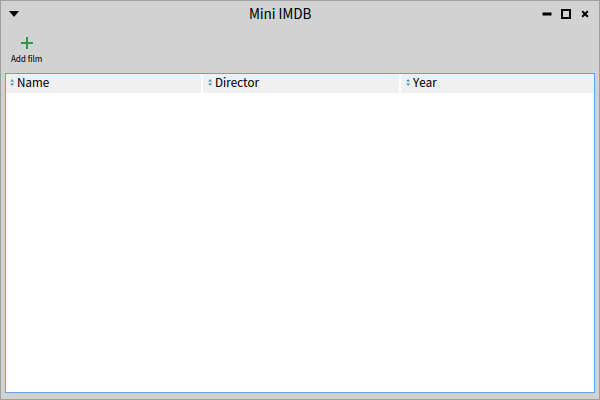 Mini IMDB
Add film
Name Director Year